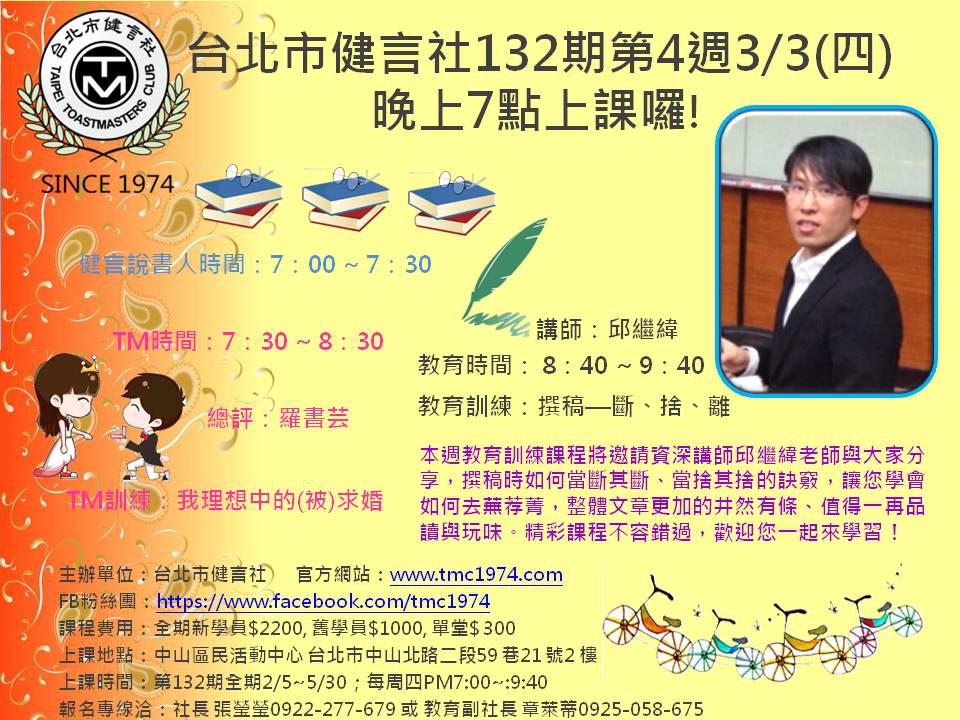 台北市健言社
TM
TAIPEI TOASTMASTERS CLUB
SINCE 1974
台北市健言社132期第4週3/3(四)
晚上7點上課囉!
健言說書人時間：7：00 ~ 7：30
TM時間：7：30 ~ 8：30
總評：羅書芸
TM訓練：我理想中的(被)求婚
講師：邱繼緯
教育時間： 8：40 ~ 9：40
教育訓練：撰稿—斷、捨、離
本週教育訓練課程將邀請資深講師邱繼緯老師與大家分
享，撰稿時如何當斷其斷、當捨其捨的訣竅，讓您學會
如何去蕪存菁，整體文章更加的井然有條、值得一再品
讀與玩味。精彩課程不容錯過，歡迎您一起來學習！
主辦單位：台北市健言社 官方網站：www.tmc1974.com
FB粉絲團：https://www.facebook.com/tmc1974
課程費用：全期新學員$2200, 舊學員$1000, 單堂$300
上課地點：中山區民活動中心 台北市中山北路二段59巷21號2樓
上課時間：第132期全期2/5~5/30；每周四PM7:00~:9:40
報名專線洽：社長 張瑩瑩0922-277-679 或 教育副社長 章萊蒂0925-058-675